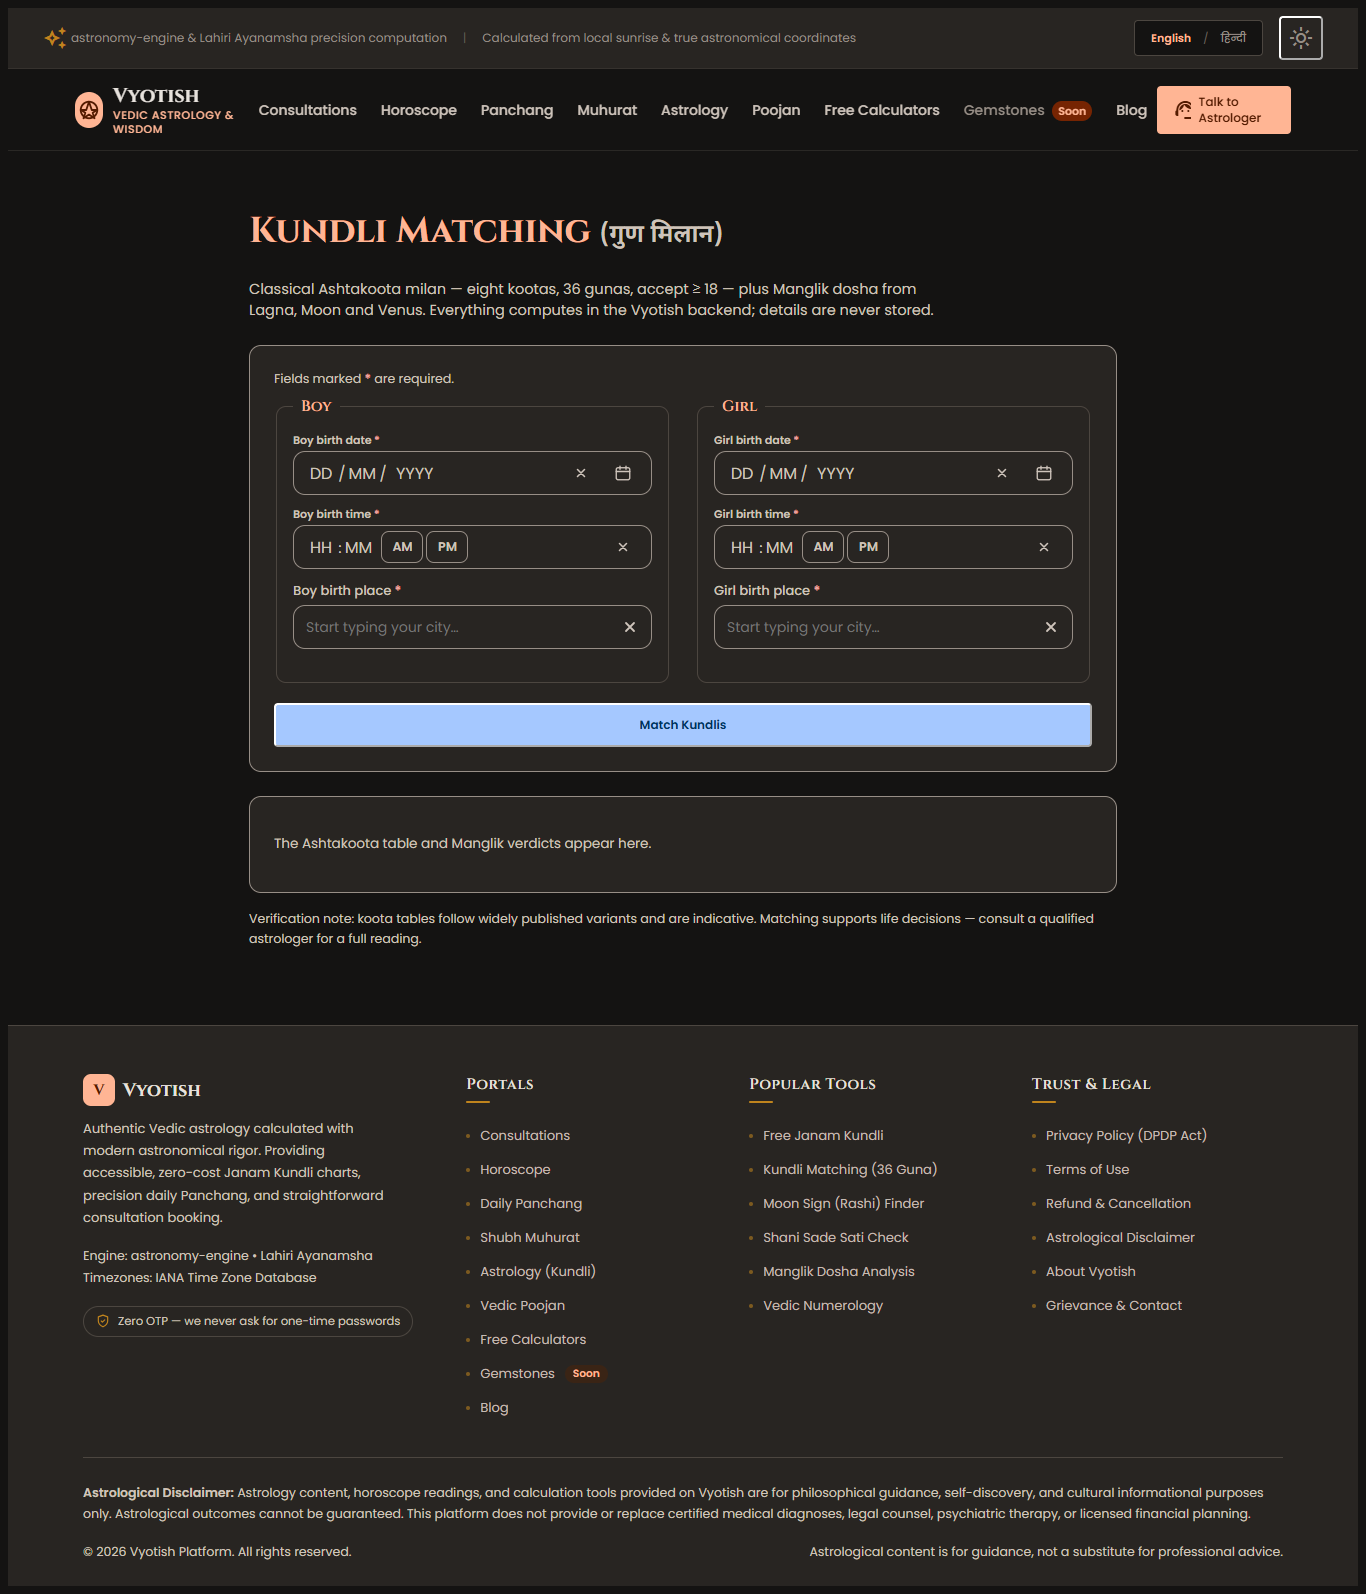 astronomy-engine & Lahiri Ayanamsha precision computation | Calculated from local sunrise & true astronomical coordinates
English / हिन्दी
Vyotish
VEDIC ASTROLOGY & WISDOM
Consultations Horoscope Panchang Muhurat Astrology Poojan Free Calculators Gemstones Soon Blog
Talk to Astrologer
Kundli Matching (गुण मिलान)
Classical Ashtakoota milan — eight kootas, 36 gunas, accept ≥ 18 — plus Manglik dosha from
Lagna, Moon and Venus. Everything computes in the Vyotish backend; details are never stored.
Fields marked * are required.
Boy
Boy birth date *
DD / MM / YYYY
Boy birth time *
HH : MM AM PM
Boy birth place *
Start typing your city...
Girl
Girl birth date *
DD / MM / YYYY
Girl birth time *
HH : MM AM PM
Girl birth place *
Start typing your city...
Match Kundlis
The Ashtakoota table and Manglik verdicts appear here.
Verification note: koota tables follow widely published variants and are indicative. Matching supports life decisions — consult a qualified
astrologer for a full reading.
V Vyotish
Authentic Vedic astrology calculated with
modern astronomical rigor. Providing
accessible, zero-cost Janam Kundli charts,
precision daily Panchang, and straightforward
consultation booking.
Engine: astronomy-engine • Lahiri Ayanamsha
Timezones: IANA Time Zone Database
Zero OTP — we never ask for one-time passwords
Portals
Consultations
Horoscope
Daily Panchang
Shubh Muhurat
Astrology (Kundli)
Vedic Poojan
Free Calculators
Gemstones Soon
Blog
Popular Tools
Free Janam Kundli
Kundli Matching (36 Guna)
Moon Sign (Rashi) Finder
Shani Sade Sati Check
Manglik Dosha Analysis
Vedic Numerology
Trust & Legal
Privacy Policy (DPDP Act)
Terms of Use
Refund & Cancellation
Astrological Disclaimer
About Vyotish
Grievance & Contact
Astrological Disclaimer: Astrology content, horoscope readings, and calculation tools provided on Vyotish are for philosophical guidance, self-discovery, and cultural informational purposes
only. Astrological outcomes cannot be guaranteed. This platform does not provide or replace certified medical diagnoses, legal counsel, psychiatric therapy, or licensed financial planning.
© 2026 Vyotish Platform. All rights reserved.
Astrological content is for guidance, not a substitute for professional advice.